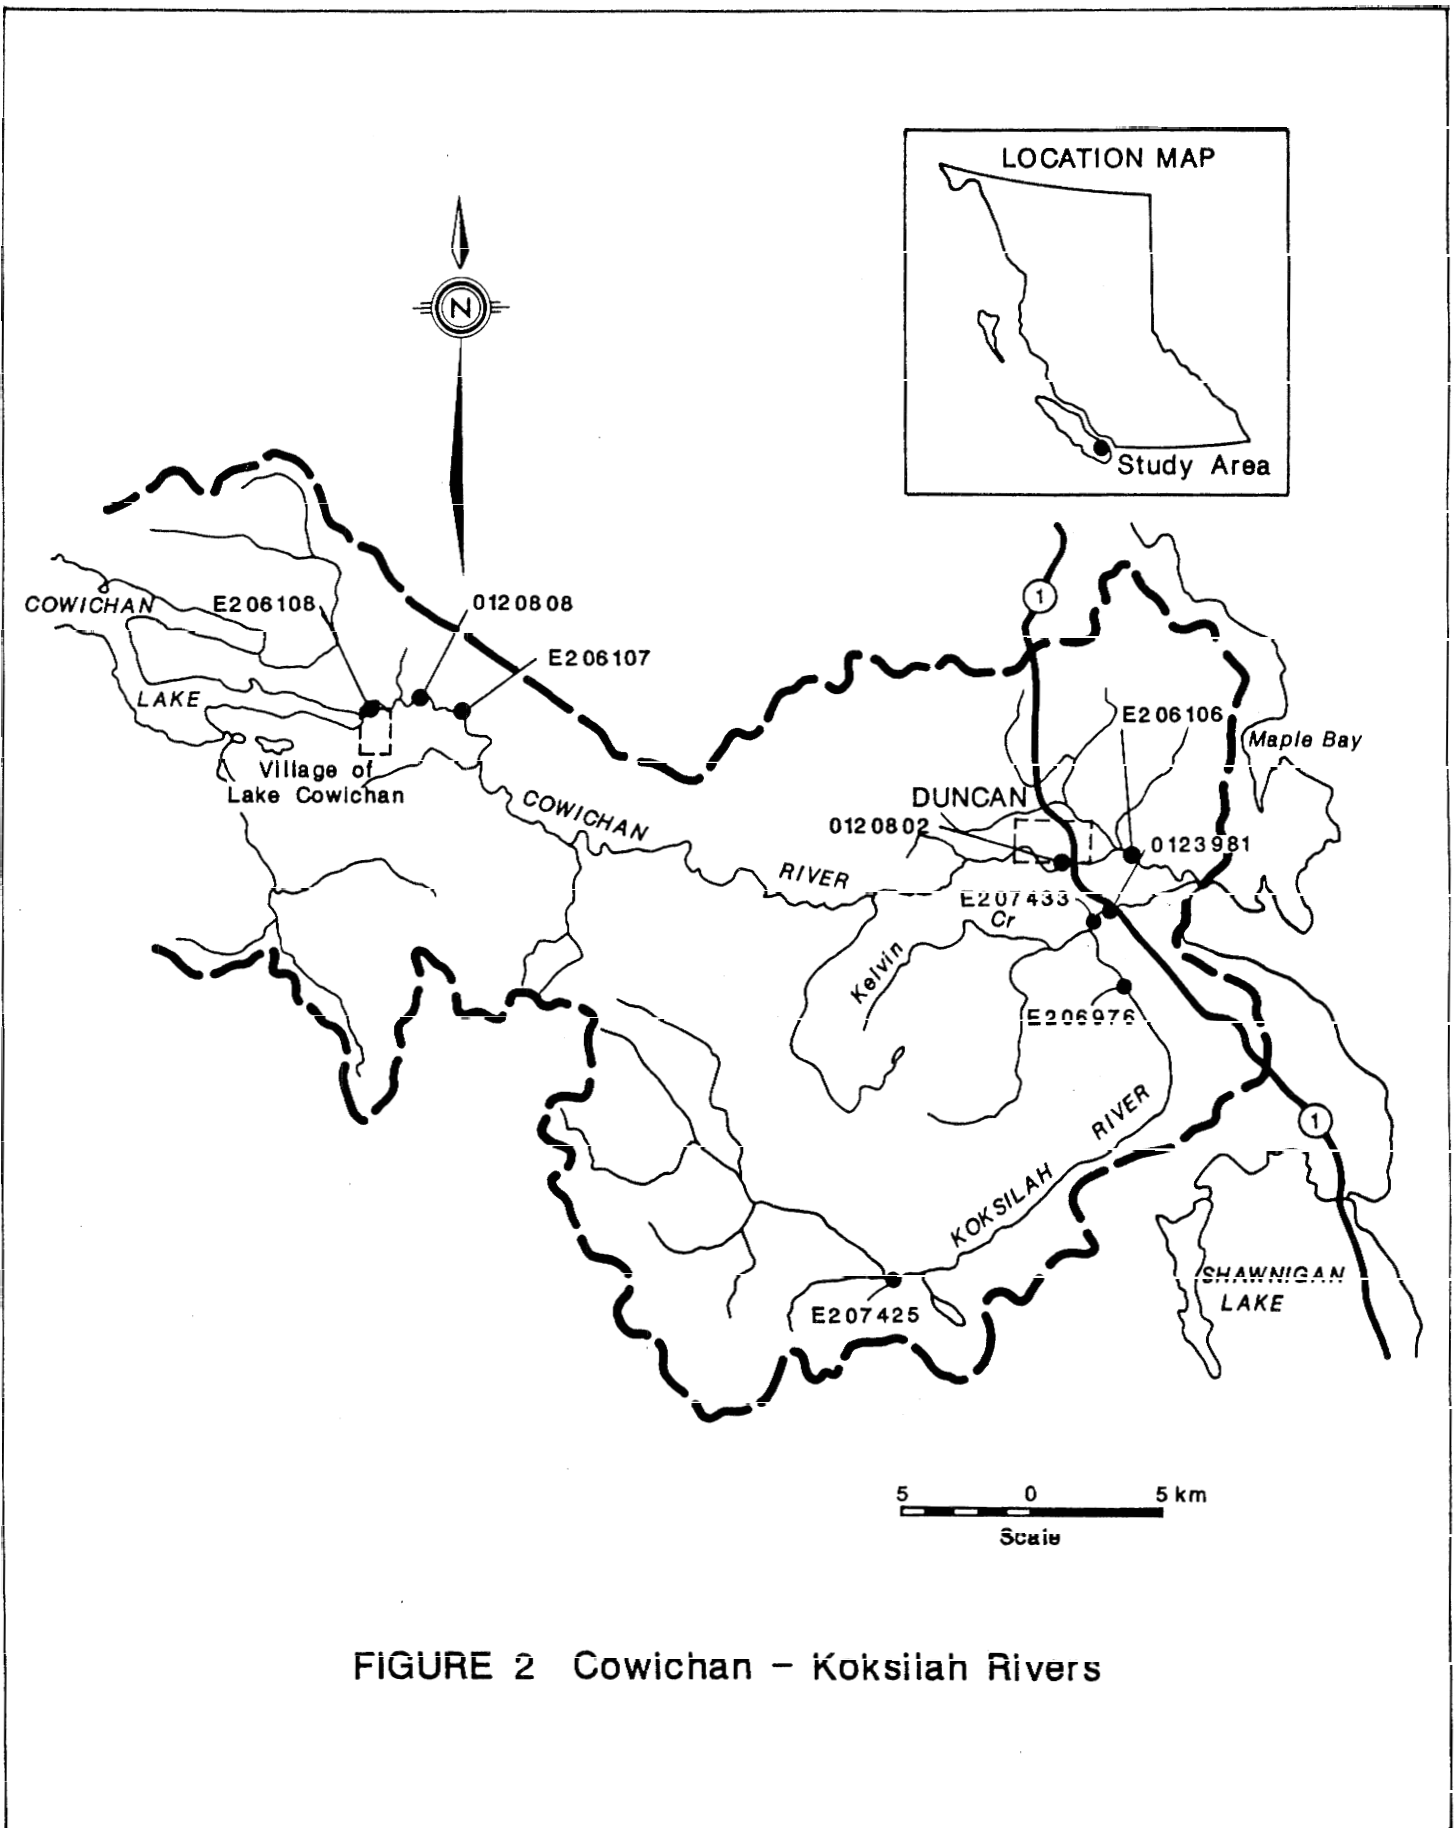 LOCATION MAP
Study Area
N
COWICHAN
LAKE
E206108
0120808
E206107
Village of
Lake Cowichan
COWICHAN
RIVER
1
E206106
Maple Bay
DUNCAN
0120802
0123981
E207433
Kelvin
Cr
E206976
KOKSILAH
RIVER
1
E207425
SHAWNIGAN
LAKE
5 0 5 km
Scale
FIGURE 2 Cowichan - Koksilah Rivers